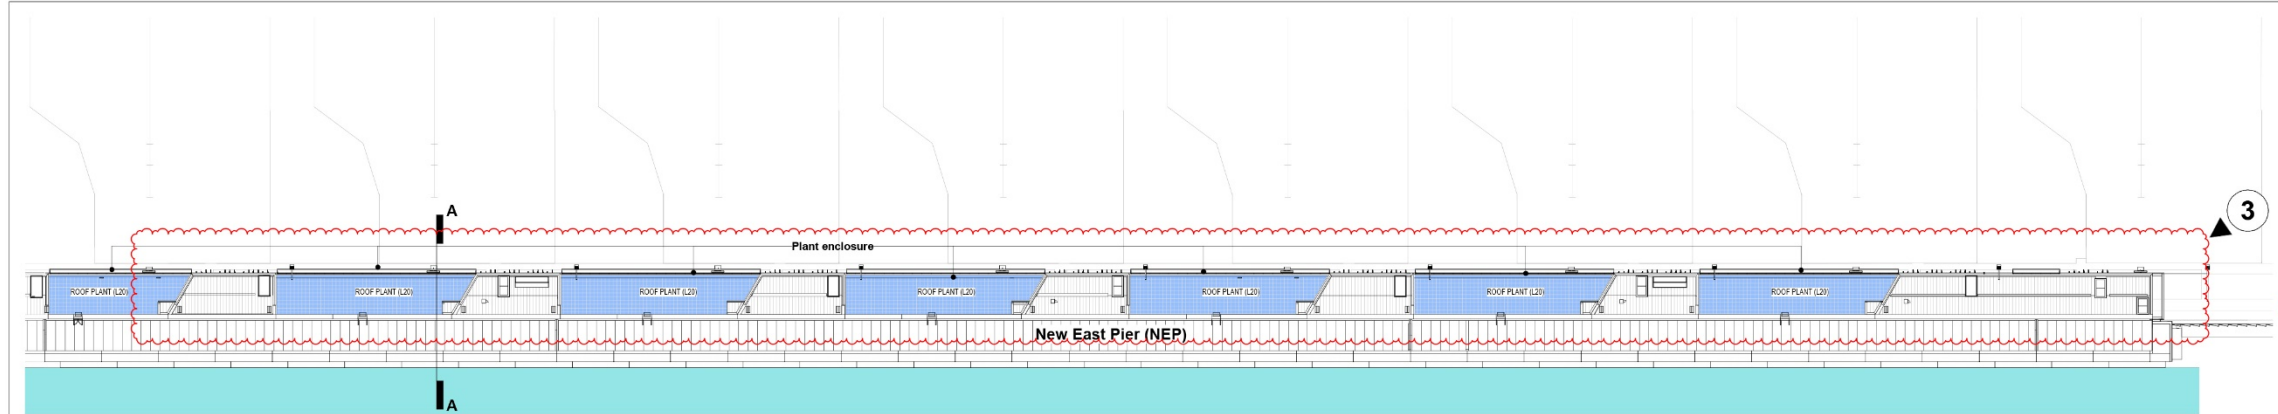 3
A
Plant enclosure
ROOF PLANT (L20)
ROOF PLANT (L20)
ROOF PLANT (L20)
ROOF PLANT (L20)
ROOF PLANT (L20)
ROOF PLANT (L20)
ROOF PLANT (L20)
New East Pier (NEP)
A